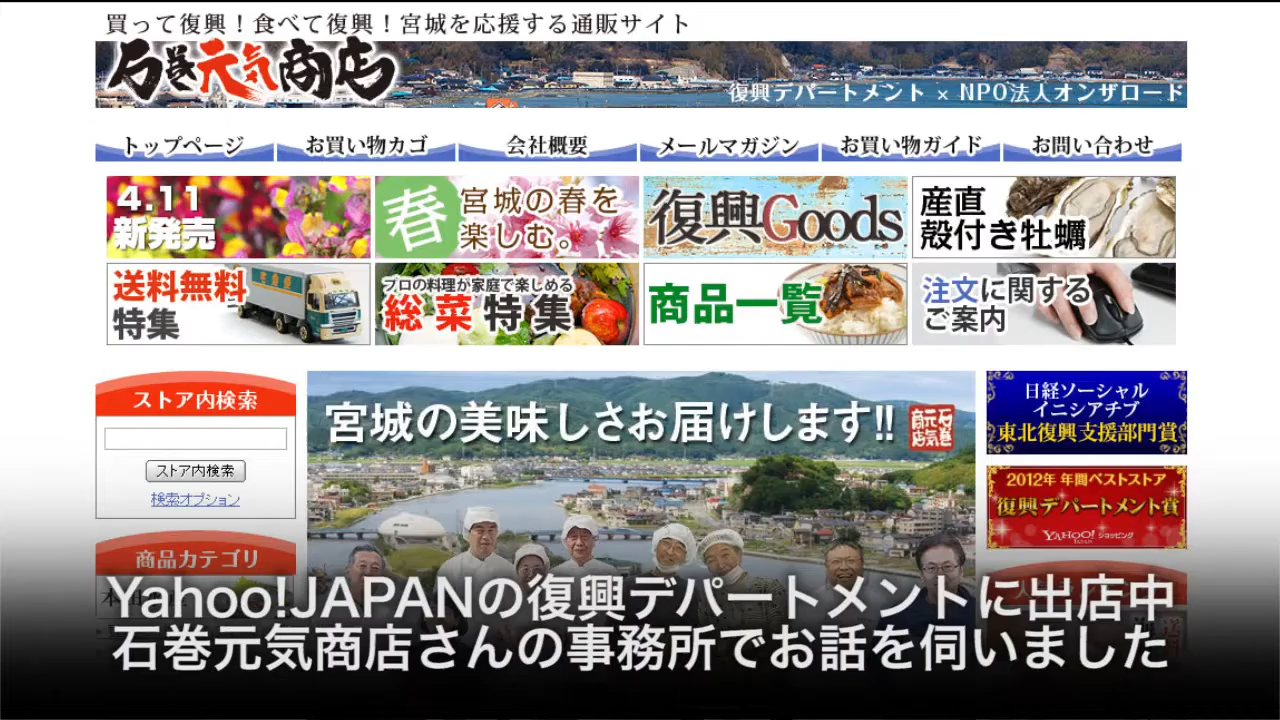 買って復興！食べて復興！宮城を応援する通販サイト
石巻元気商店
復興デパートメント × NPO法人オンザロード
トップページ
お買い物カゴ
会社概要
メールマガジン
お買い物ガイド
お問い合わせ
4.11
新発売
春
宮城の春を
楽しむ。
復興Goods
産直
殻付き牡蠣
送料無料
特集
プロの料理が家庭で楽しめる
総菜特集
商品一覧
注文に関する
ご案内
ストア内検索
ストア内検索
検索オプション
商品カテゴリ
宮城の美味しさお届けします!!
石巻元気商店
日経ソーシャル
イニシアチブ
東北復興支援部門賞
2012年 年間ベストストア
復興デパートメント賞
YAHOO! JAPAN ショッピング
Yahoo!JAPANの復興デパートメントに出店中
石巻元気商店さんの事務所でお話を伺いました